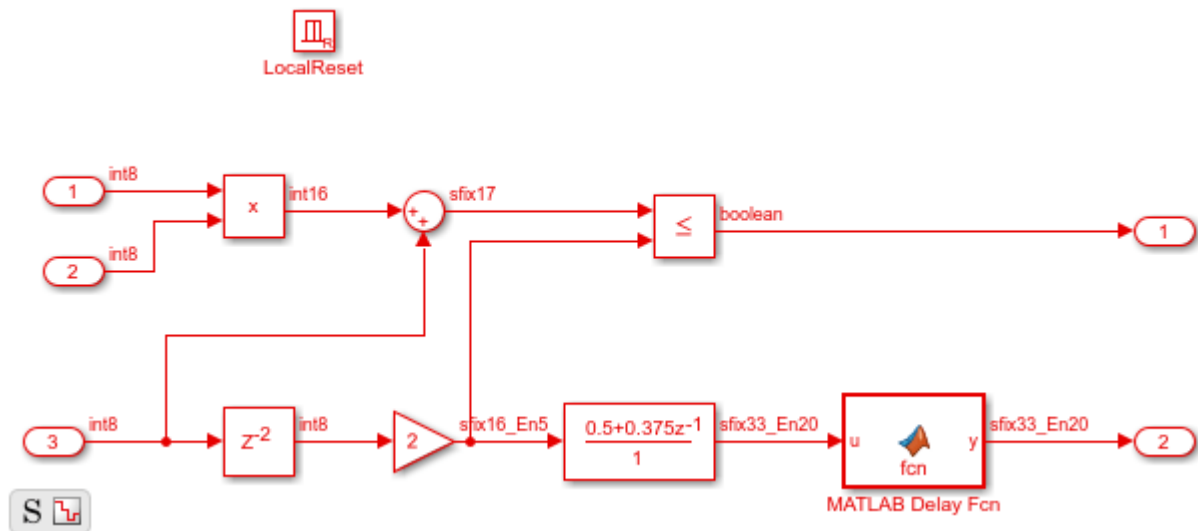 R
LocalReset
1
int8
x
int16
+
+
sfix17
≤
boolean
1
2
int8
3
int8
Z-2
int8
2
sfix16_En5
0.5+0.375z-1
1
sfix33_En20
u
fcn
y
sfix33_En20
2
MATLAB Delay Fcn
S